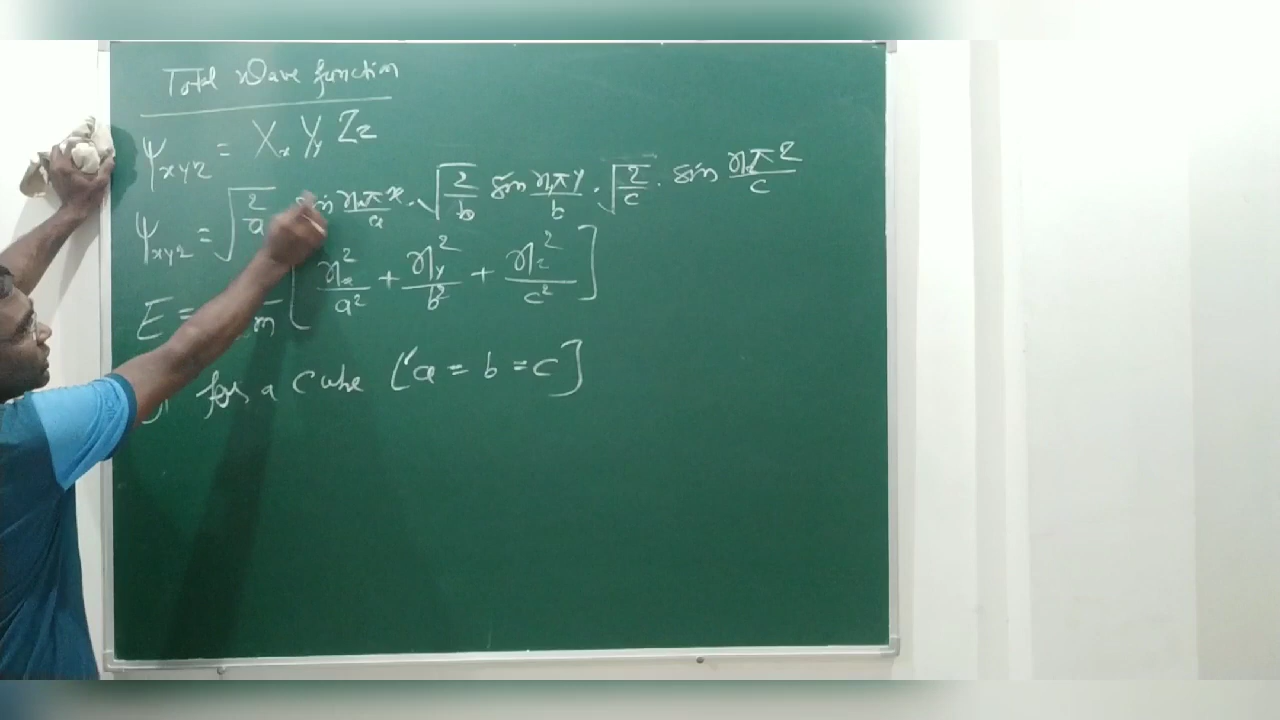 Total wave function
ψxyz = Xx Yy Zz
ψxyz = √(2/a) sin nxπx/a · √(2/b) sin nyπy/b · √(2/c) · sin nzπz/c
E = m [ nx²/a² + ny²/b² + nz²/c² ]
for a cube [a = b = c]